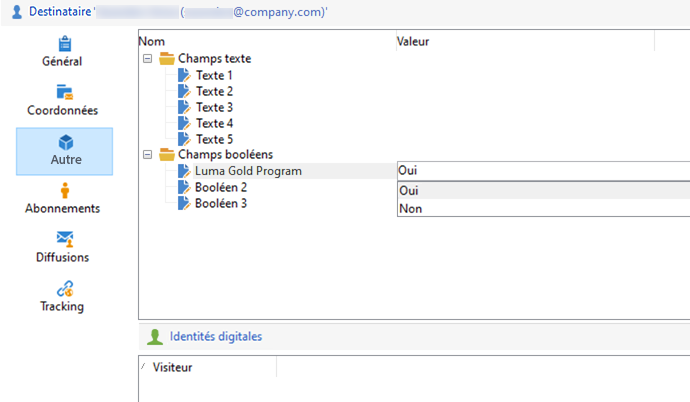 Destinataire ' ( @company.com)'
Nom Valeur
Général
Coordonnées
Autre
Abonnements
Diffusions
Tracking
Champs texte
Texte 1
Texte 2
Texte 3
Texte 4
Texte 5
Champs booléens
Luma Gold Program Oui
Booléen 2 Oui
Booléen 3 Non
Identités digitales
Visiteur